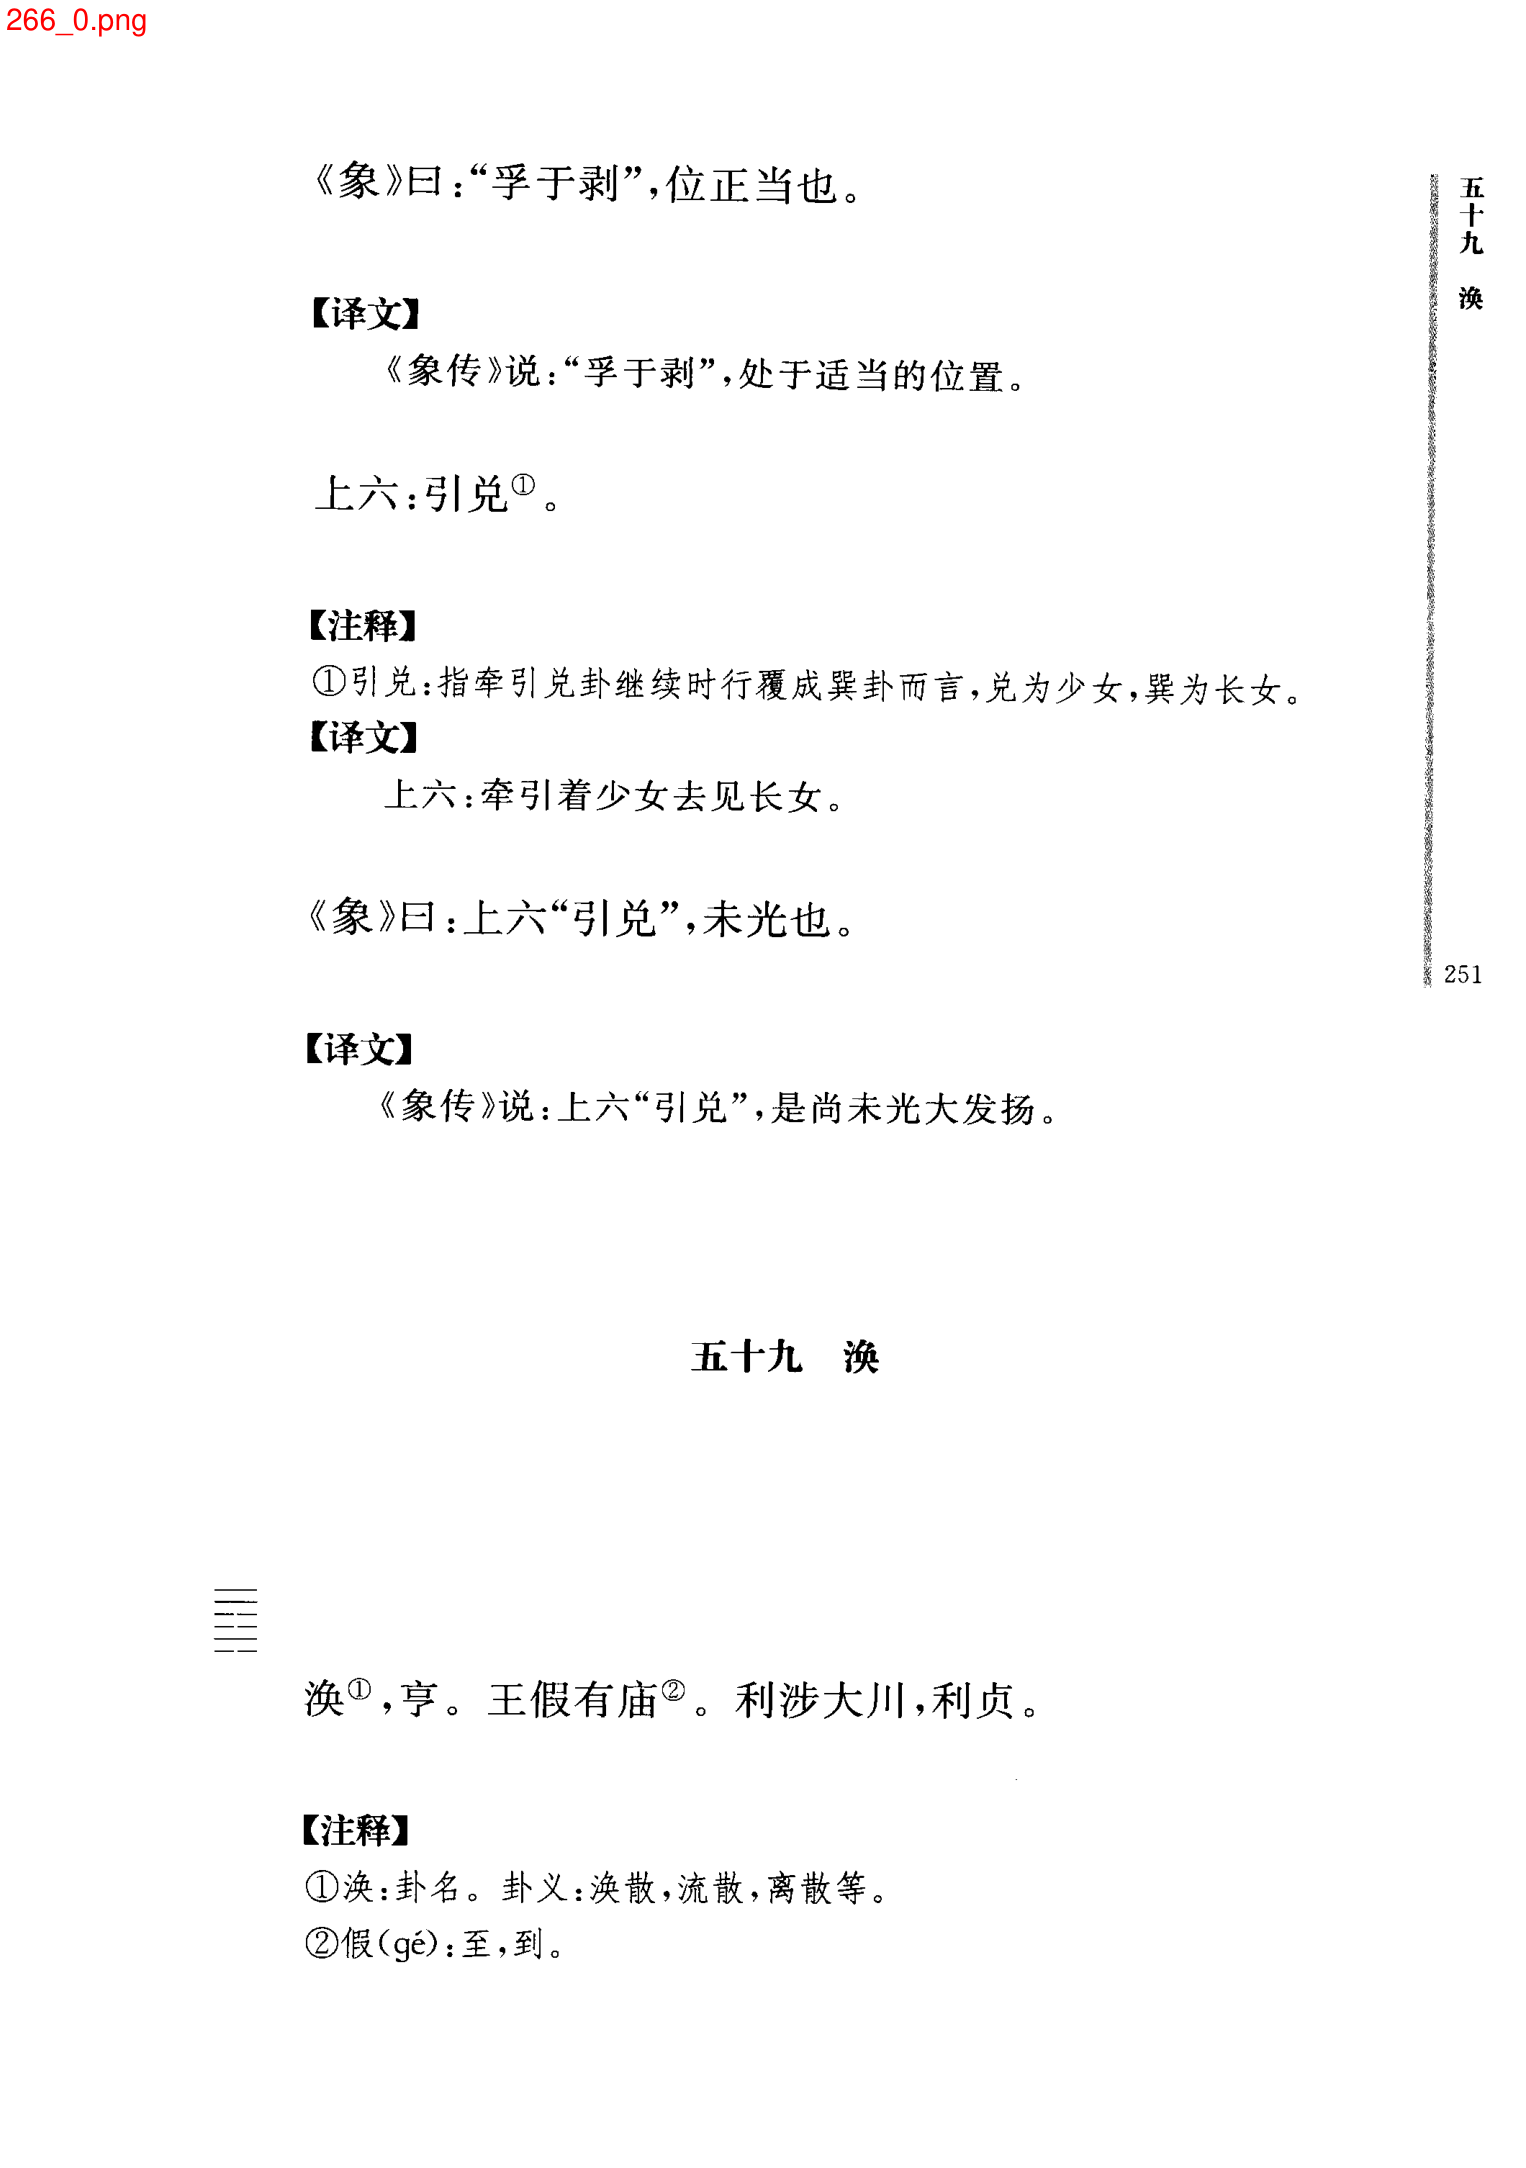 266_0.png
《象》曰:“孚于剥”,位正当也。
【译文】
《象传》说:“孚于剥”,处于适当的位置。
上六:引兑①。
【注释】
①引兑:指牵引兑卦继续时行覆成巽卦而言,兑为少女,巽为长女。
【译文】
上六:牵引着少女去见长女。
《象》曰:上六“引兑”,未光也。
【译文】
《象传》说:上六“引兑”,是尚未光大发扬。
五十九 涣
251
五十九 涣
涣①,亨。王假有庙②。利涉大川,利贞。
【注释】
①涣:卦名。卦义:涣散,流散,离散等。
②假(gé):至,到。